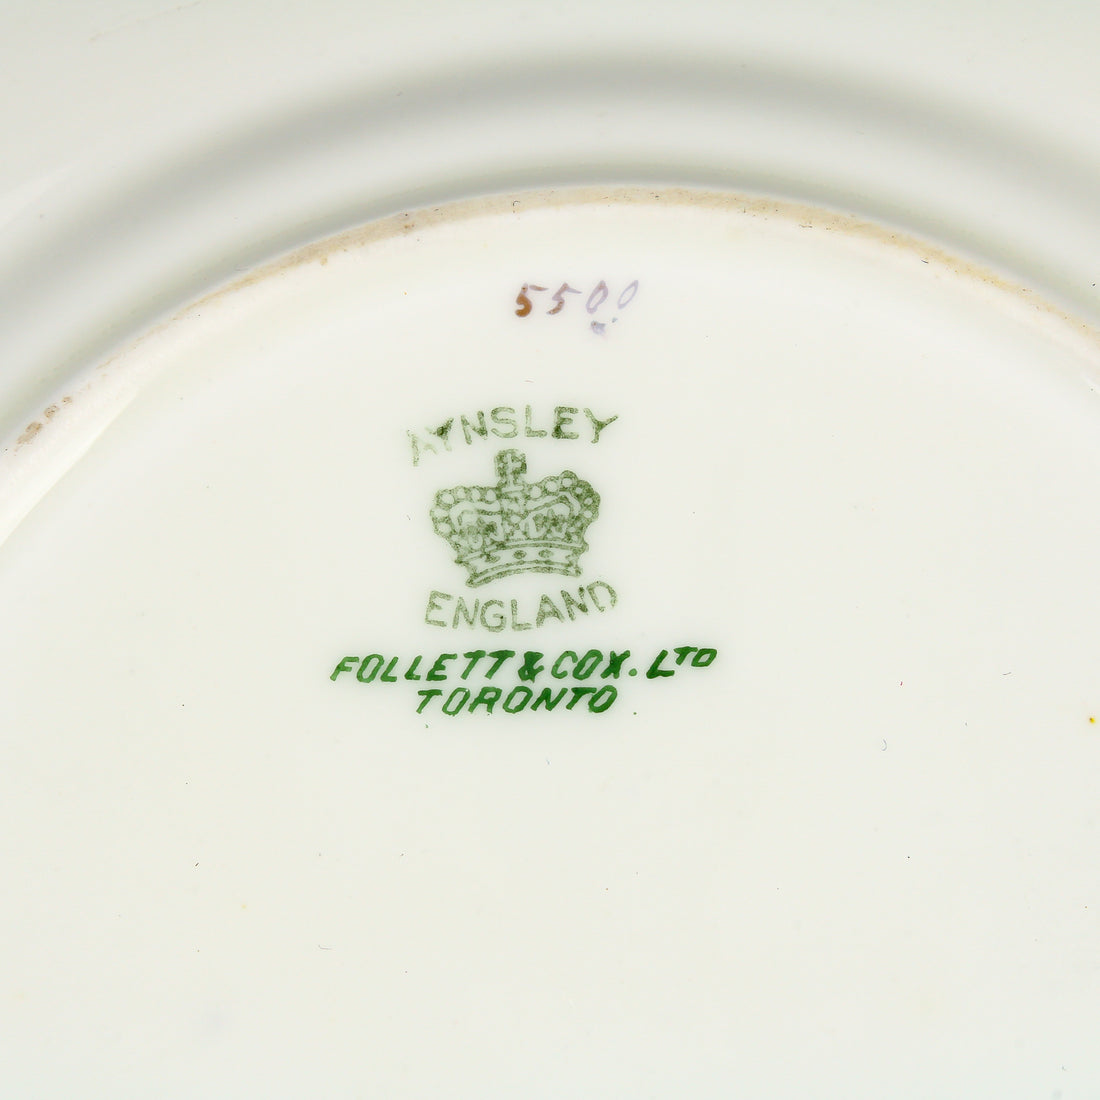 5500
AYNSLEY
ENGLAND
FOLLETT & COX. LTD
TORONTO